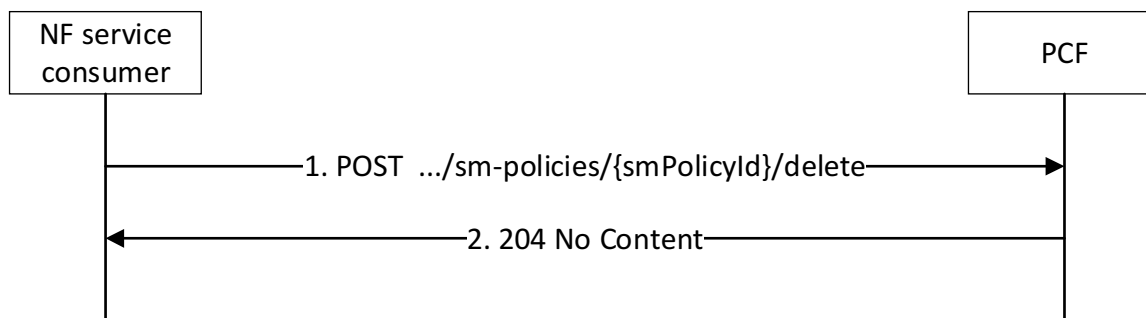 NF service
consumer
PCF
1. POST .../sm-policies/{smPolicyId}/delete
2. 204 No Content